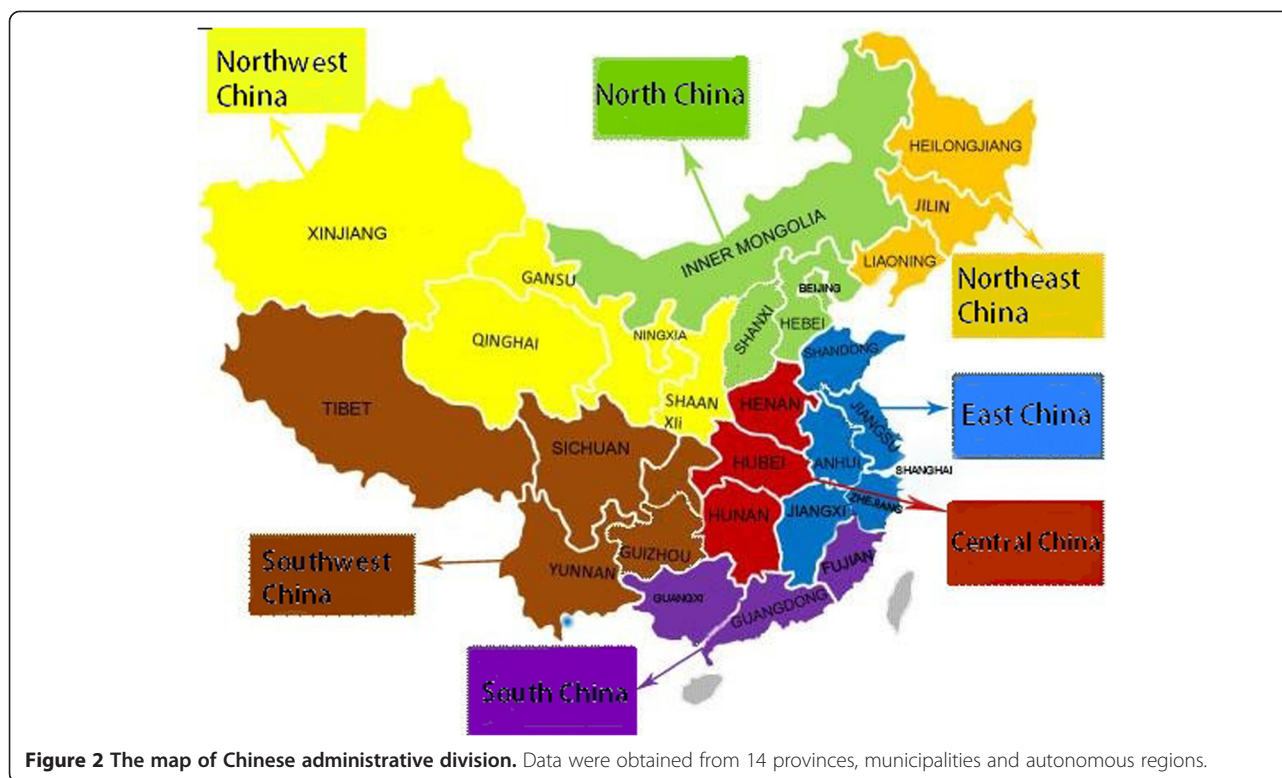 Northwest
China
North China
HEILONGJIANG
JILIN
XINJIANG
INNER MONGOLIA
LIAONING
GANSU
Northeast
China
BEIJING
SHANXI
HEBEI
NINGXIA
QINGHAI
SHANDONG
TIBET
SHAAN
XIi
HENAN
JIANGSU
East China
SICHUAN
HUBEI
ANHUI
SHANGHAI
ZHEJIANG
HUNAN
JIANGXI
Central China
Southwest
China
GUIZHOU
YUNNAN
FUJIAN
GUANGXI
GUANGDONG
South China
Figure 2 The map of Chinese administrative division. Data were obtained from 14 provinces, municipalities and autonomous regions.